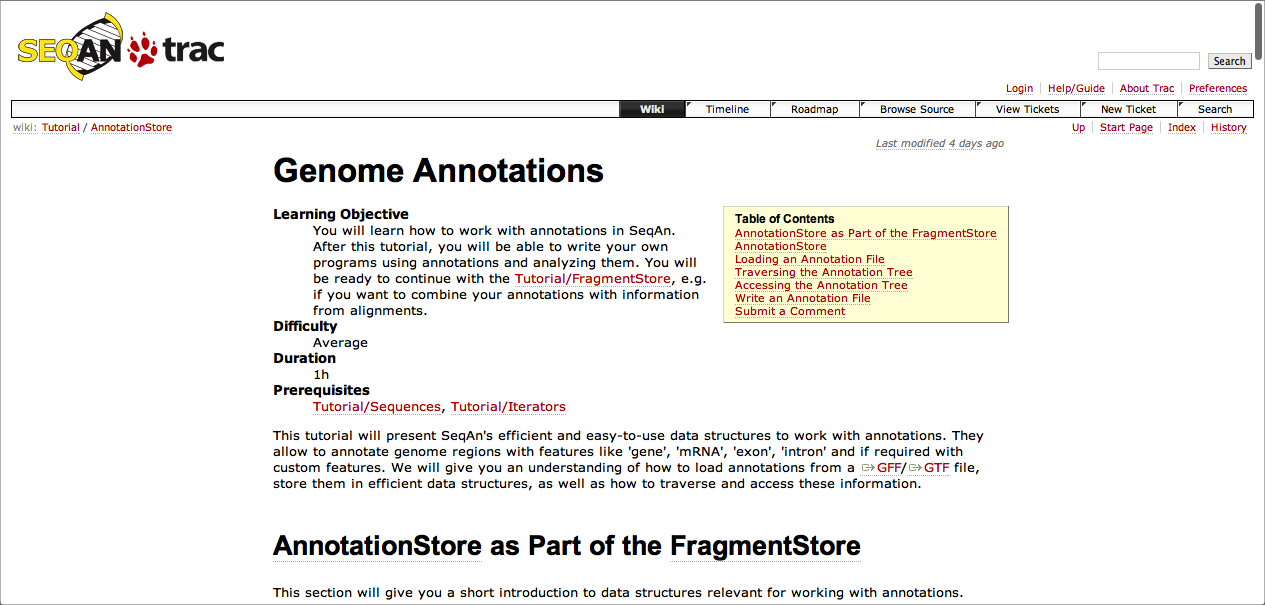 SEQAN trac
Search
Login Help/Guide About Trac Preferences
Wiki Timeline Roadmap Browse Source View Tickets New Ticket Search
wiki: Tutorial / AnnotationStore
Up Start Page Index History
Last modified 4 days ago
Genome Annotations
Learning Objective
You will learn how to work with annotations in SeqAn.
After this tutorial, you will be able to write your own
programs using annotations and analyzing them. You will
be ready to continue with the Tutorial/FragmentStore, e.g.
if you want to combine your annotations with information
from alignments.
Difficulty
Average
Duration
1h
Prerequisites
Tutorial/Sequences, Tutorial/Iterators
Table of Contents
AnnotationStore as Part of the FragmentStore
AnnotationStore
Loading an Annotation File
Traversing the Annotation Tree
Accessing the Annotation Tree
Write an Annotation File
Submit a Comment
This tutorial will present SeqAn's efficient and easy-to-use data structures to work with annotations. They
allow to annotate genome regions with features like 'gene', 'mRNA', 'exon', 'intron' and if required with
custom features. We will give you an understanding of how to load annotations from a GFF/GTF file,
store them in efficient data structures, as well as how to traverse and access these information.
AnnotationStore as Part of the FragmentStore
This section will give you a short introduction to data structures relevant for working with annotations.